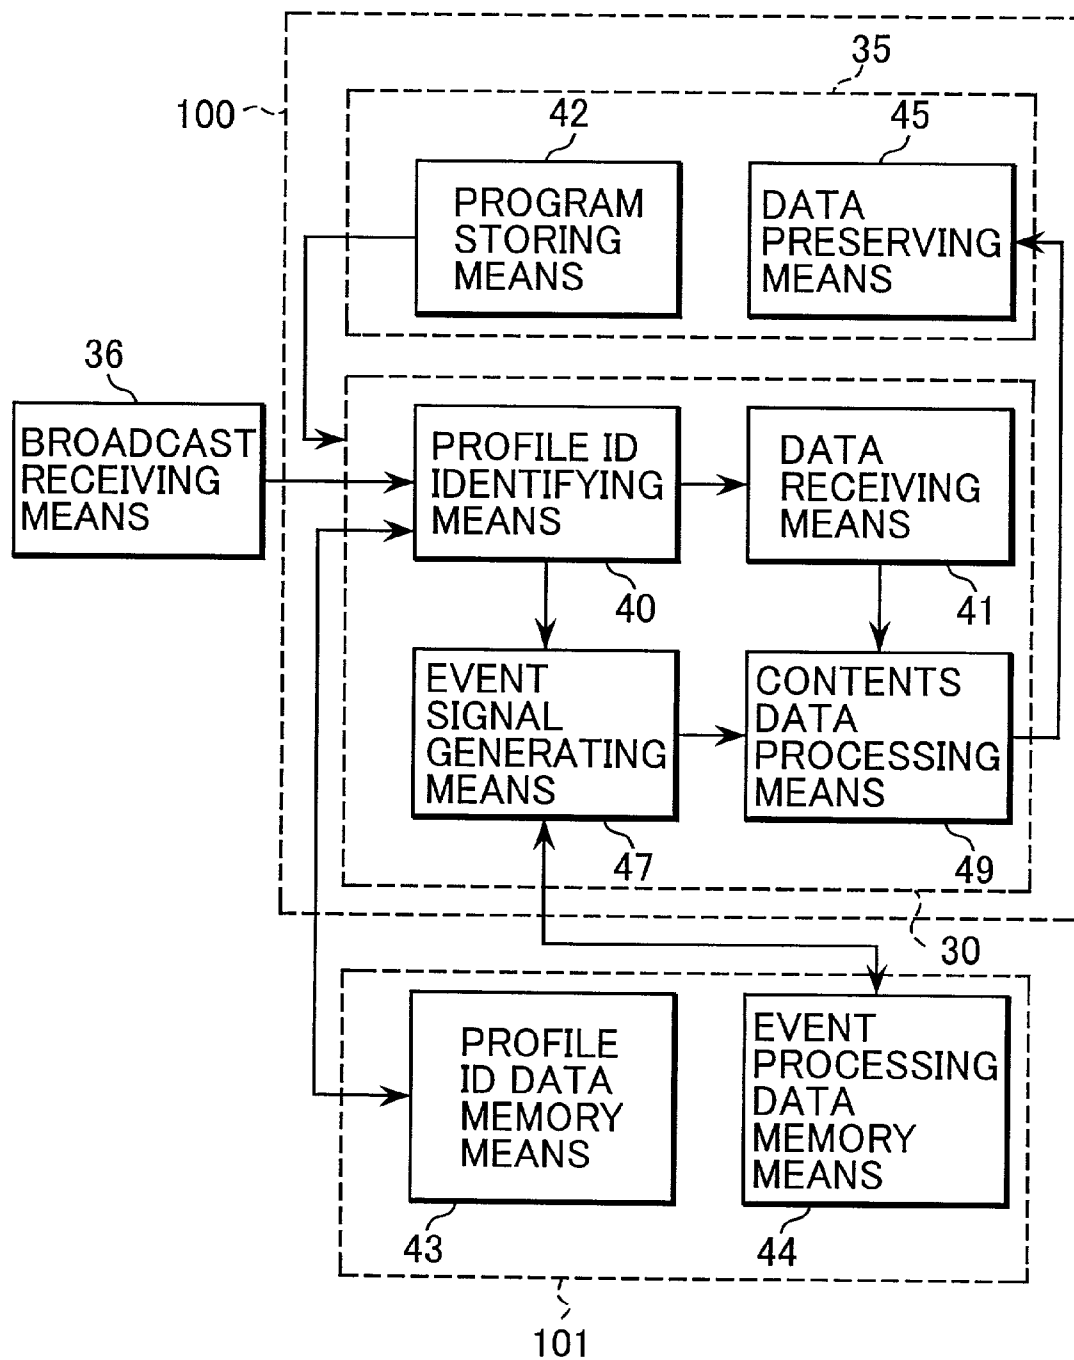 35
100
42
45
PROGRAM
STORING
MEANS
DATA
PRESERVING
MEANS
36
BROADCAST
RECEIVING
MEANS
PROFILE ID
IDENTIFYING
MEANS
DATA
RECEIVING
MEANS
40
41
EVENT
SIGNAL
GENERATING
MEANS
CONTENTS
DATA
PROCESSING
MEANS
47
49
30
PROFILE
ID DATA
MEMORY
MEANS
EVENT
PROCESSING
DATA
MEMORY
MEANS
43
44
101